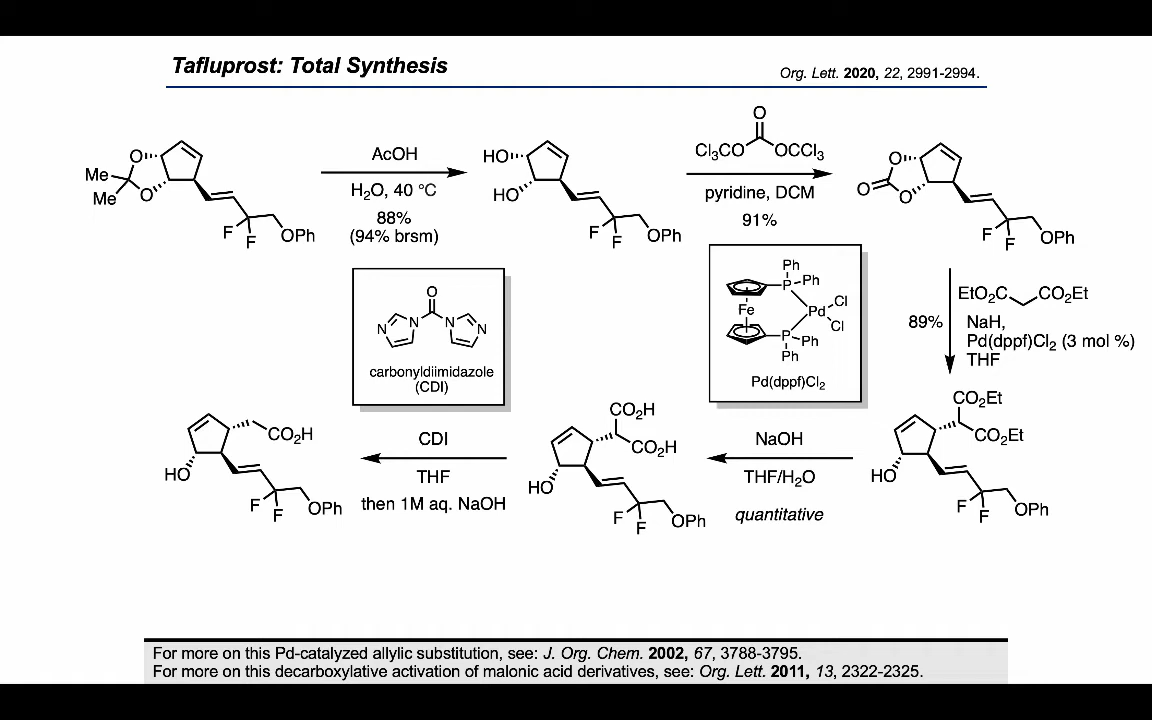 Tafluprost: Total Synthesis
Org. Lett. 2020, 22, 2991-2994.
Me
Me
O
O
F
F
OPh
AcOH
H₂O, 40 °C
88%
(94% brsm)
HO
HO
F
F
OPh
O
Cl₃CO
OCCl₃
pyridine, DCM
91%
O
O
O
F
F
OPh
N
N
O
N
N
carbonyldiimidazole
(CDI)
Ph
Ph
P
Fe
Pd
Cl
Cl
P
Ph
Ph
Pd(dppf)Cl₂
89%
EtO₂C
CO₂Et
NaH,
Pd(dppf)Cl₂ (3 mol %)
THF
CO₂H
HO
F
F
OPh
CDI
THF
then 1M aq. NaOH
CO₂H
CO₂H
HO
F
F
OPh
NaOH
THF/H₂O
quantitative
CO₂Et
CO₂Et
HO
F
F
OPh
For more on this Pd-catalyzed allylic substitution, see: J. Org. Chem. 2002, 67, 3788-3795.
For more on this decarboxylative activation of malonic acid derivatives, see: Org. Lett. 2011, 13, 2322-2325.